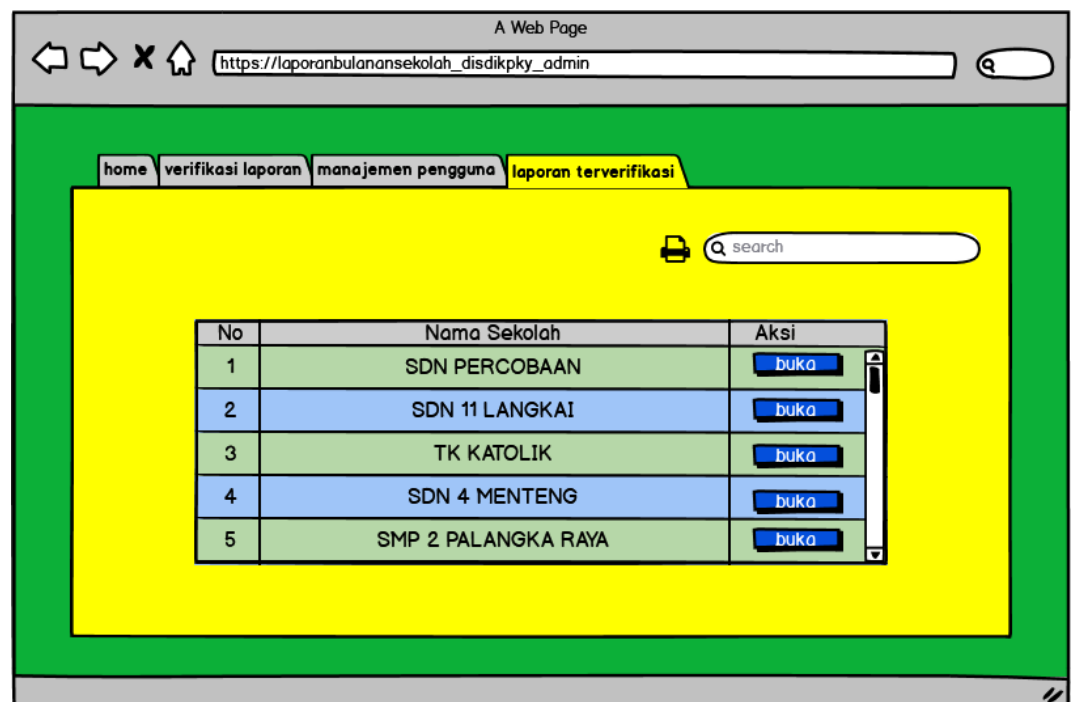 A Web Page
https://laporanbulanansekolah_disdikpky_admin
home verifikasi laporan manajemen pengguna laporan terverifikasi
search
No Nama Sekolah Aksi
1 SDN PERCOBAAN buka
2 SDN 11 LANGKAI buka
3 TK KATOLIK buka
4 SDN 4 MENTENG buka
5 SMP 2 PALANGKA RAYA buka